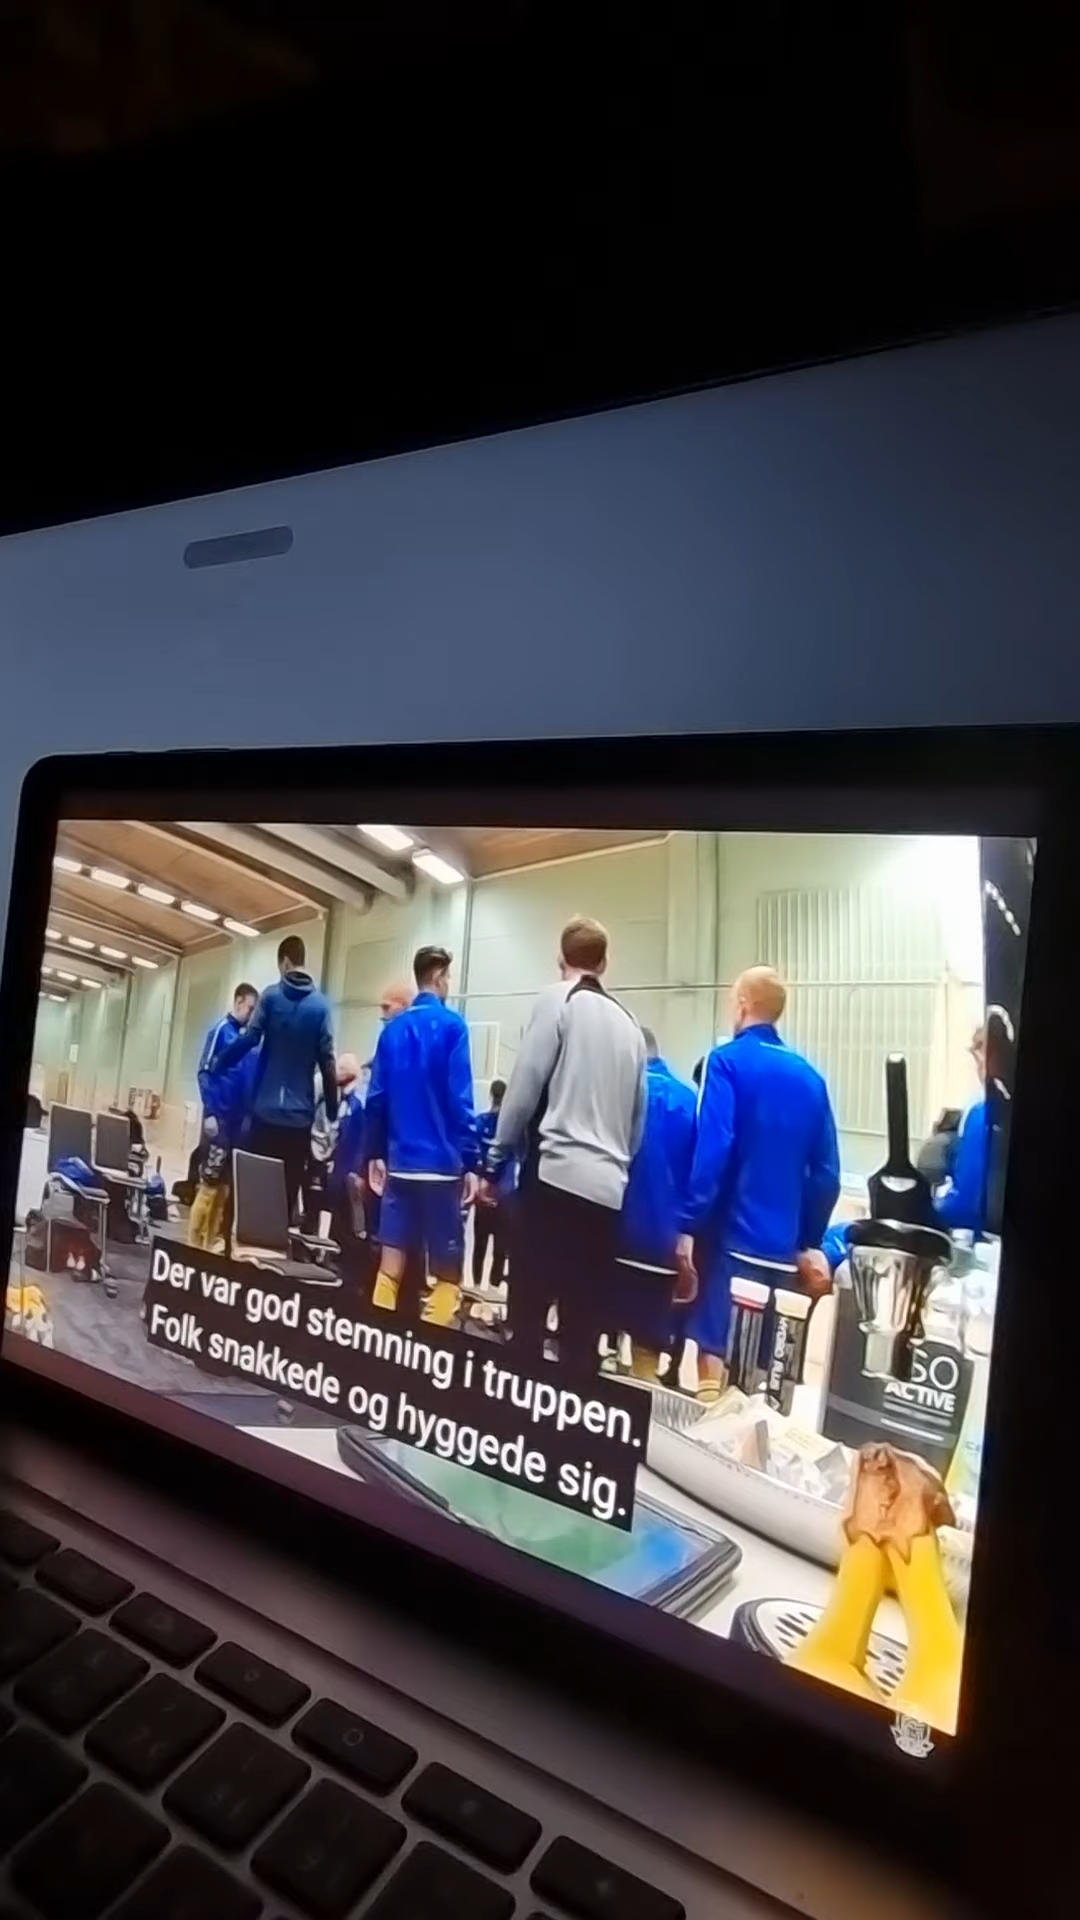 Der var god stemning i truppen.
Folk snakkede og hyggede sig.
ACTIVE